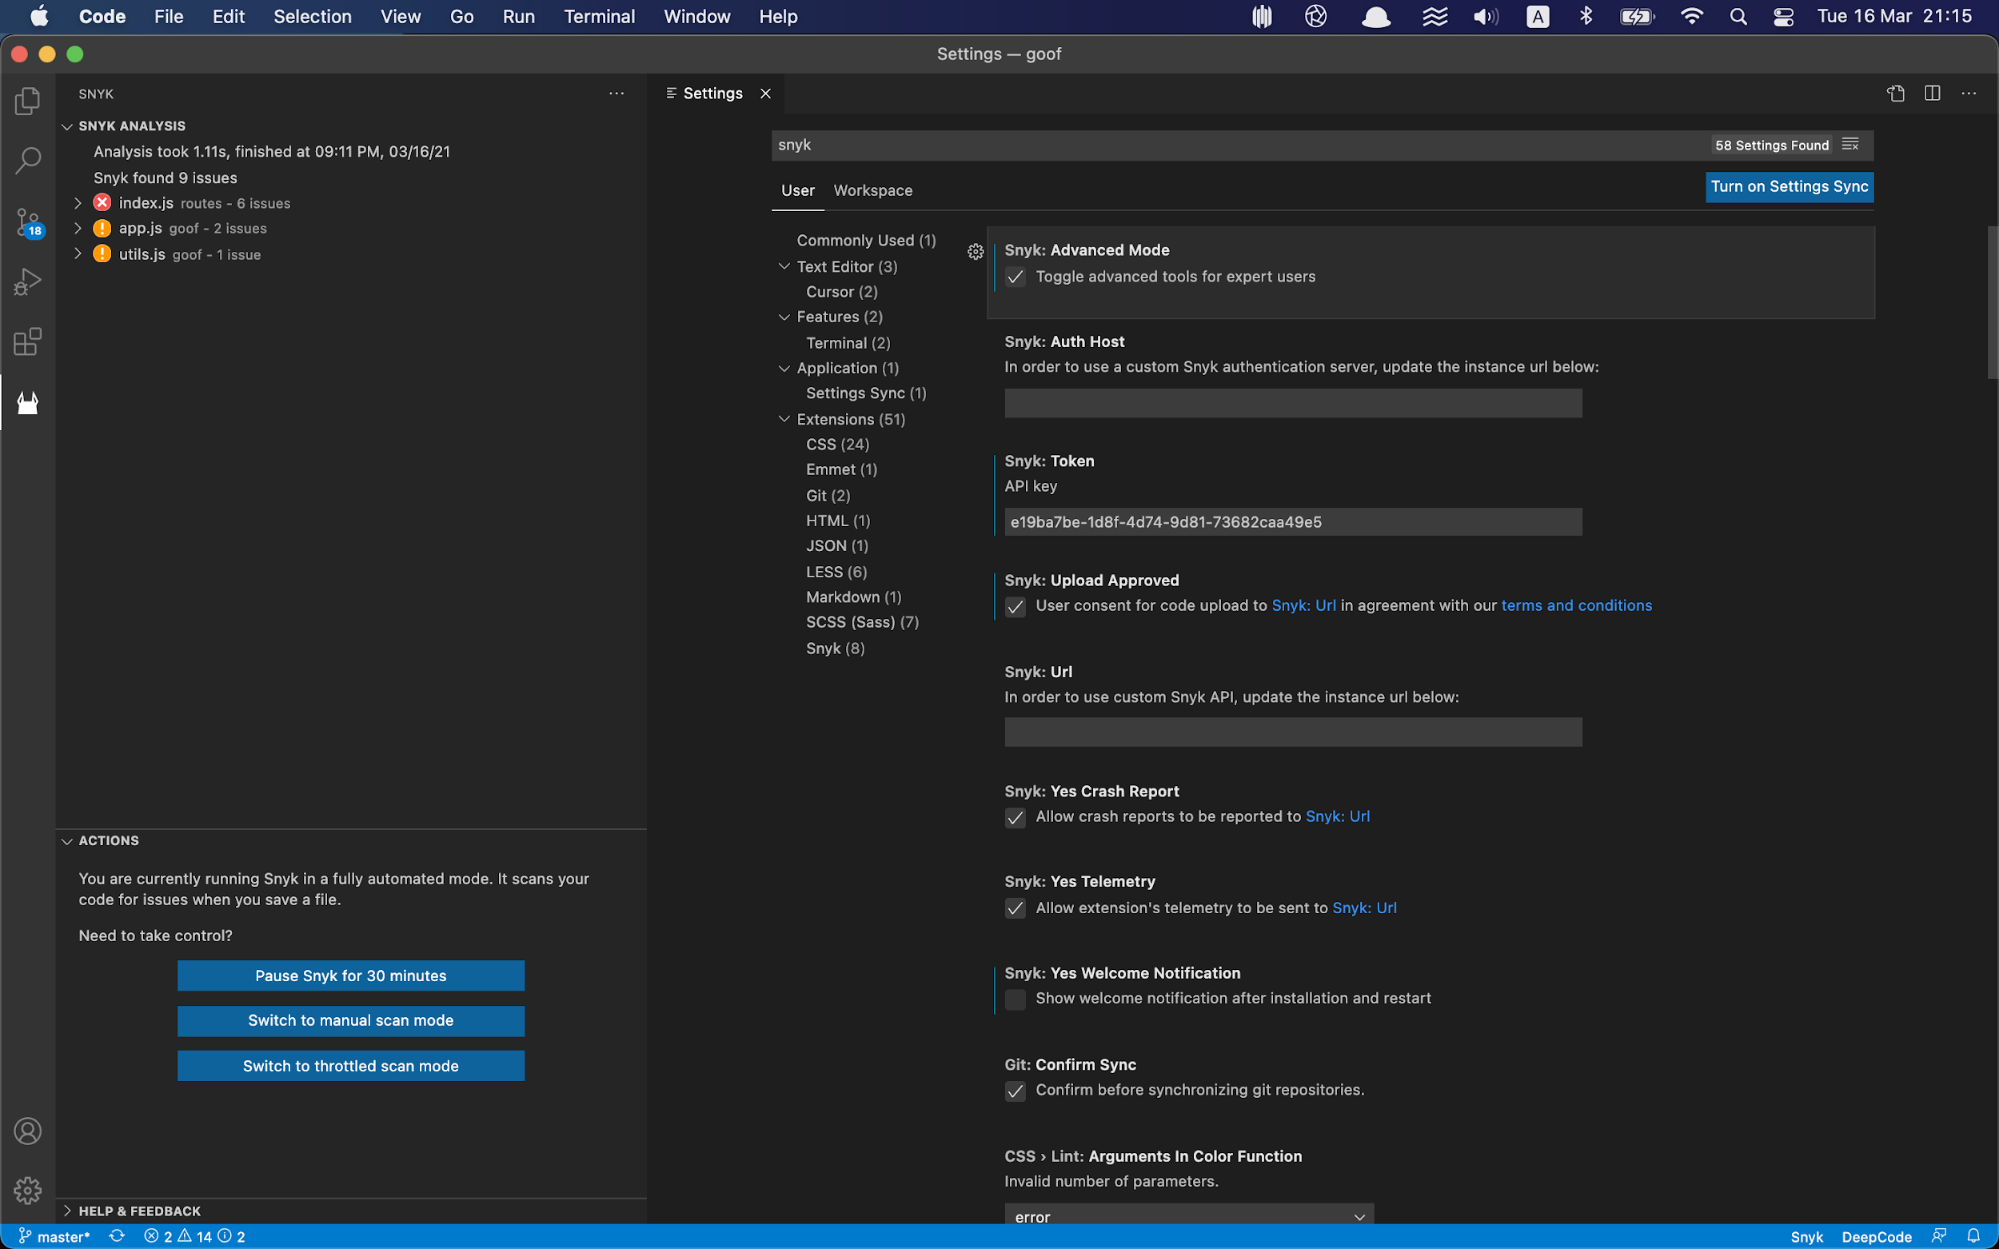 Code File Edit Selection View Go Run Terminal Window Help
A
Tue 16 Mar 21:15
Settings — goof
SNYK
SNYK ANALYSIS
Analysis took 1.11s, finished at 09:11 PM, 03/16/21
Snyk found 9 issues
index.js routes - 6 issues
app.js goof - 2 issues
utils.js goof - 1 issue
18
ACTIONS
You are currently running Snyk in a fully automated mode. It scans your
code for issues when you save a file.
Need to take control?
Pause Snyk for 30 minutes
Switch to manual scan mode
Switch to throttled scan mode
HELP & FEEDBACK
Settings
snyk
58 Settings Found
User Workspace
Turn on Settings Sync
Commonly Used (1)
Text Editor (3)
Cursor (2)
Features (2)
Terminal (2)
Application (1)
Settings Sync (1)
Extensions (51)
CSS (24)
Emmet (1)
Git (2)
HTML (1)
JSON (1)
LESS (6)
Markdown (1)
SCSS (Sass) (7)
Snyk (8)
Snyk: Advanced Mode
Toggle advanced tools for expert users
Snyk: Auth Host
In order to use a custom Snyk authentication server, update the instance url below:
Snyk: Token
API key
e19ba7be-1d8f-4d74-9d81-73682caa49e5
Snyk: Upload Approved
User consent for code upload to Snyk: Url in agreement with our terms and conditions
Snyk: Url
In order to use custom Snyk API, update the instance url below:
Snyk: Yes Crash Report
Allow crash reports to be reported to Snyk: Url
Snyk: Yes Telemetry
Allow extension's telemetry to be sent to Snyk: Url
Snyk: Yes Welcome Notification
Show welcome notification after installation and restart
Git: Confirm Sync
Confirm before synchronizing git repositories.
CSS › Lint: Arguments In Color Function
Invalid number of parameters.
error
master* 2 14 2
Snyk DeepCode